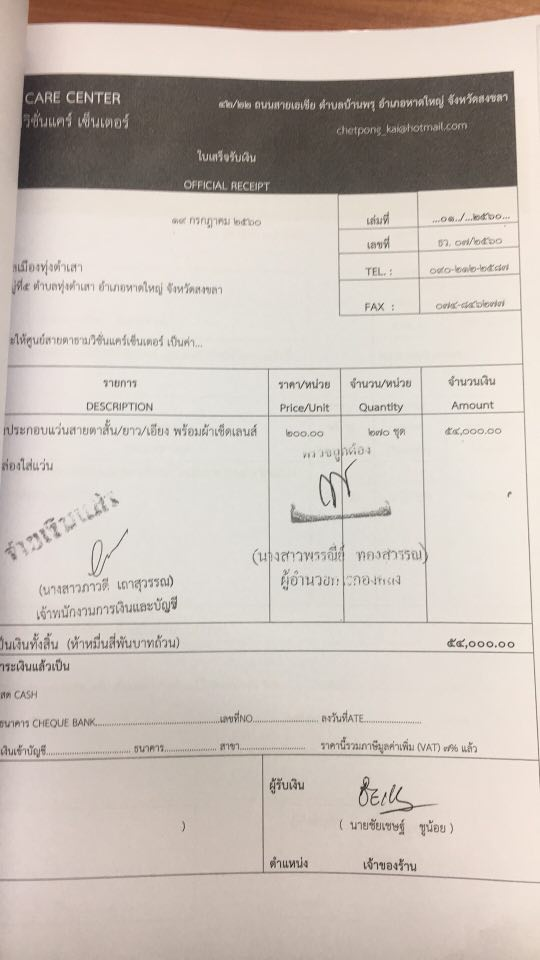 CARE CENTER
วิชั่นแคร์ เซ็นเตอร์
๔๒/๒๒ ถนนสายเอเซีย ตำบลบ้านพรุ อำเภอหาดใหญ่ จังหวัดสงขลา
chetpong_kai@hotmail.com
ใบเสร็จรับเงิน
OFFICIAL RECEIPT
๑๙ กรกฎาคม ๒๕๖๐
เล่มที่ ...๐๑../...๒๕๖๐...
เลขที่ ธว. ๐๗/๒๕๖๐
ลเมืองทุ่งตำเสา
TEL. : ๐๙๐-๒๑๒-๒๕๘๗
ู่ที่๕ ตำบลทุ่งตำเสา อำเภอหาดใหญ่ จังหวัดสงขลา
FAX : ๐๗๔-๘๔๖๒๗๗
ะให้ศูนย์สายตาธามวิชั่นแคร์เซ็นเตอร์ เป็นค่า...
รายการ ราคา/หน่วย จำนวน/หน่วย จำนวนเงิน
DESCRIPTION Price/Unit Quantity Amount
ประกอบแว่นสายตาสั้น/ยาว/เอียง พร้อมผ้าเช็ดเลนส์ ๒๐๐.๐๐ ๒๗๐ ชุด ๕๔,๐๐๐.๐๐
ล่องใส่แว่น
ตรวจถูกต้อง
จ่ายเงินแล้ว
(นางสาวพรรณีย์ ทองสวรรณ)
(นางสาวภาวดี เถาสุวรรณ)
เจ้าพนักงานการเงินและบัญชี
ป็นเงินทั้งสิ้น (ห้าหมื่นสี่พันบาทถ้วน) ๕๔,๐๐๐.๐๐
าระเงินแล้วเป็น
สด CASH
ธนาคาร CHEQUE BANK.......................................เลขที่NO.....................ลงวันที่ATE...................
งินเข้าบัญชี........................... ธนาคาร................. สาขา..................... ราคานี้รวมภาษีมูลค่าเพิ่ม (VAT) ๗% แล้ว
ผู้รับเงิน
) ( นายชัยเชษฐ์ ชูน้อย )
ตำแหน่ง เจ้าของร้าน